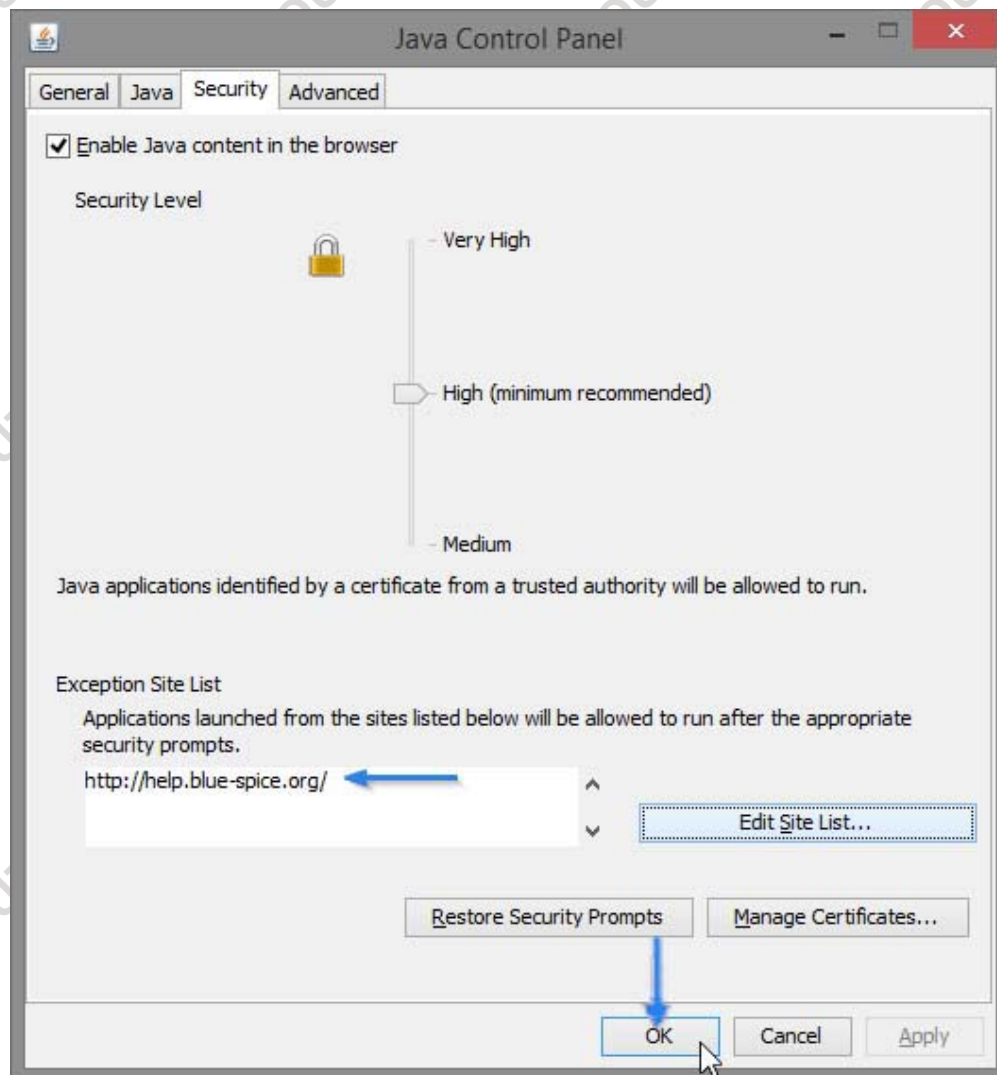 Java Control Panel
General Java Security Advanced
Enable Java content in the browser
Security Level
- Very High
- High (minimum recommended)
- Medium
Java applications identified by a certificate from a trusted authority will be allowed to run.
Exception Site List
Applications launched from the sites listed below will be allowed to run after the appropriate
security prompts.
http://help.blue-spice.org/
Edit Site List...
Restore Security Prompts Manage Certificates...
OK Cancel Apply